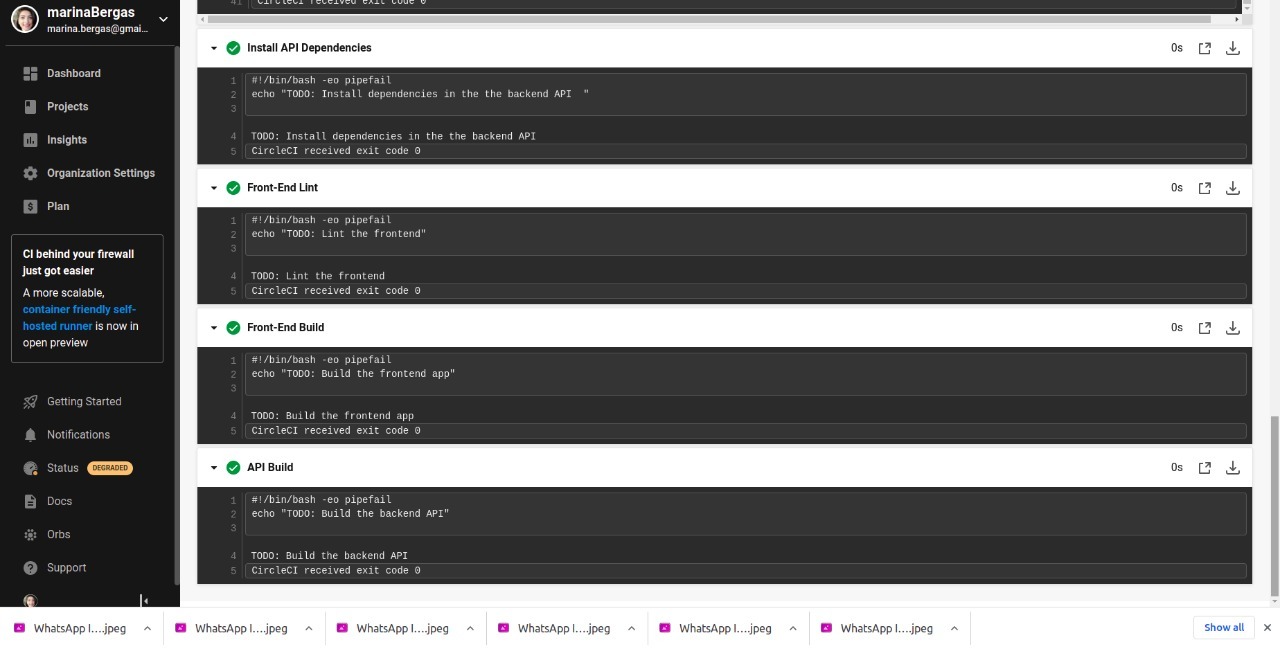 marinaBergas
marina.bergas@gmai...
Dashboard
Projects
Insights
Organization Settings
Plan
CI behind your firewall
just got easier
A more scalable,
container friendly self-
hosted runner is now in
open preview
Getting Started
Notifications
Status DEGRADED
Docs
Orbs
Support
41 CircleCI received exit code 0
Install API Dependencies 0s
1 #!/bin/bash -eo pipefail
2 echo "TODO: Install dependencies in the the backend API  "
3
4 TODO: Install dependencies in the the backend API
5 CircleCI received exit code 0
Front-End Lint 0s
1 #!/bin/bash -eo pipefail
2 echo "TODO: Lint the frontend"
3
4 TODO: Lint the frontend
5 CircleCI received exit code 0
Front-End Build 0s
1 #!/bin/bash -eo pipefail
2 echo "TODO: Build the frontend app"
3
4 TODO: Build the frontend app
5 CircleCI received exit code 0
API Build 0s
1 #!/bin/bash -eo pipefail
2 echo "TODO: Build the backend API"
3
4 TODO: Build the backend API
5 CircleCI received exit code 0
WhatsApp I....jpeg WhatsApp I....jpeg WhatsApp I....jpeg WhatsApp I....jpeg WhatsApp I....jpeg WhatsApp I....jpeg Show all